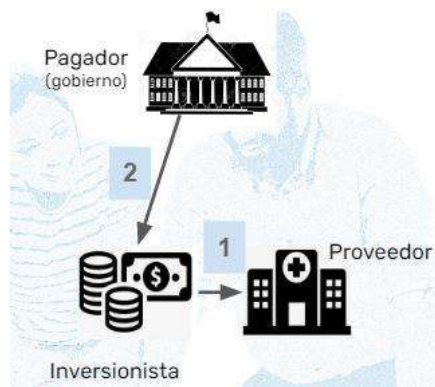 Pagador
(gobierno)
2
1
Proveedor
$
Inversionista